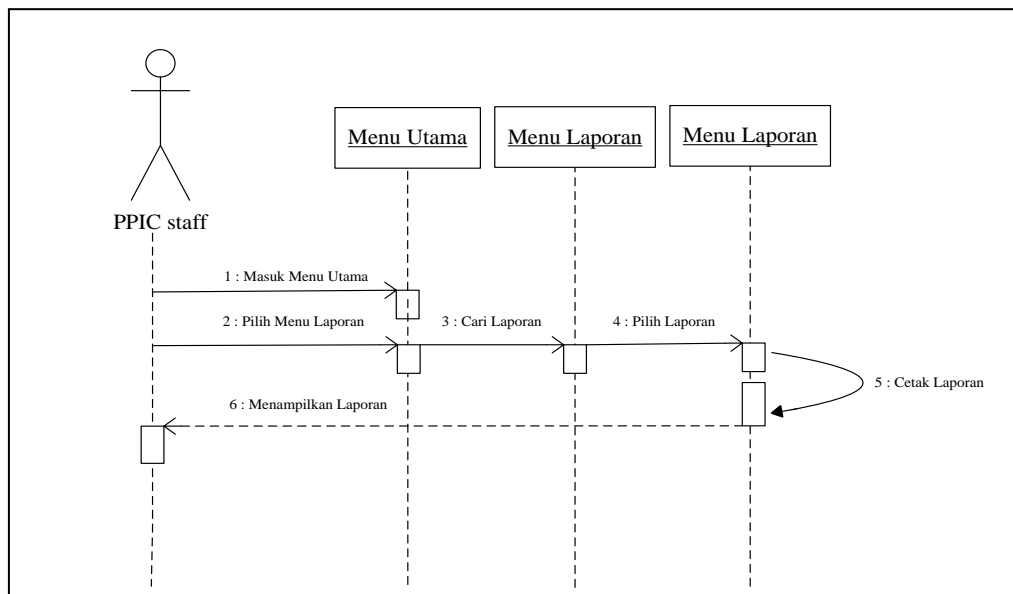 Menu Utama
Menu Laporan
Menu Laporan
PPIC staff
1 : Masuk Menu Utama
2 : Pilih Menu Laporan
3 : Cari Laporan
4 : Pilih Laporan
5 : Cetak Laporan
6 : Menampilkan Laporan